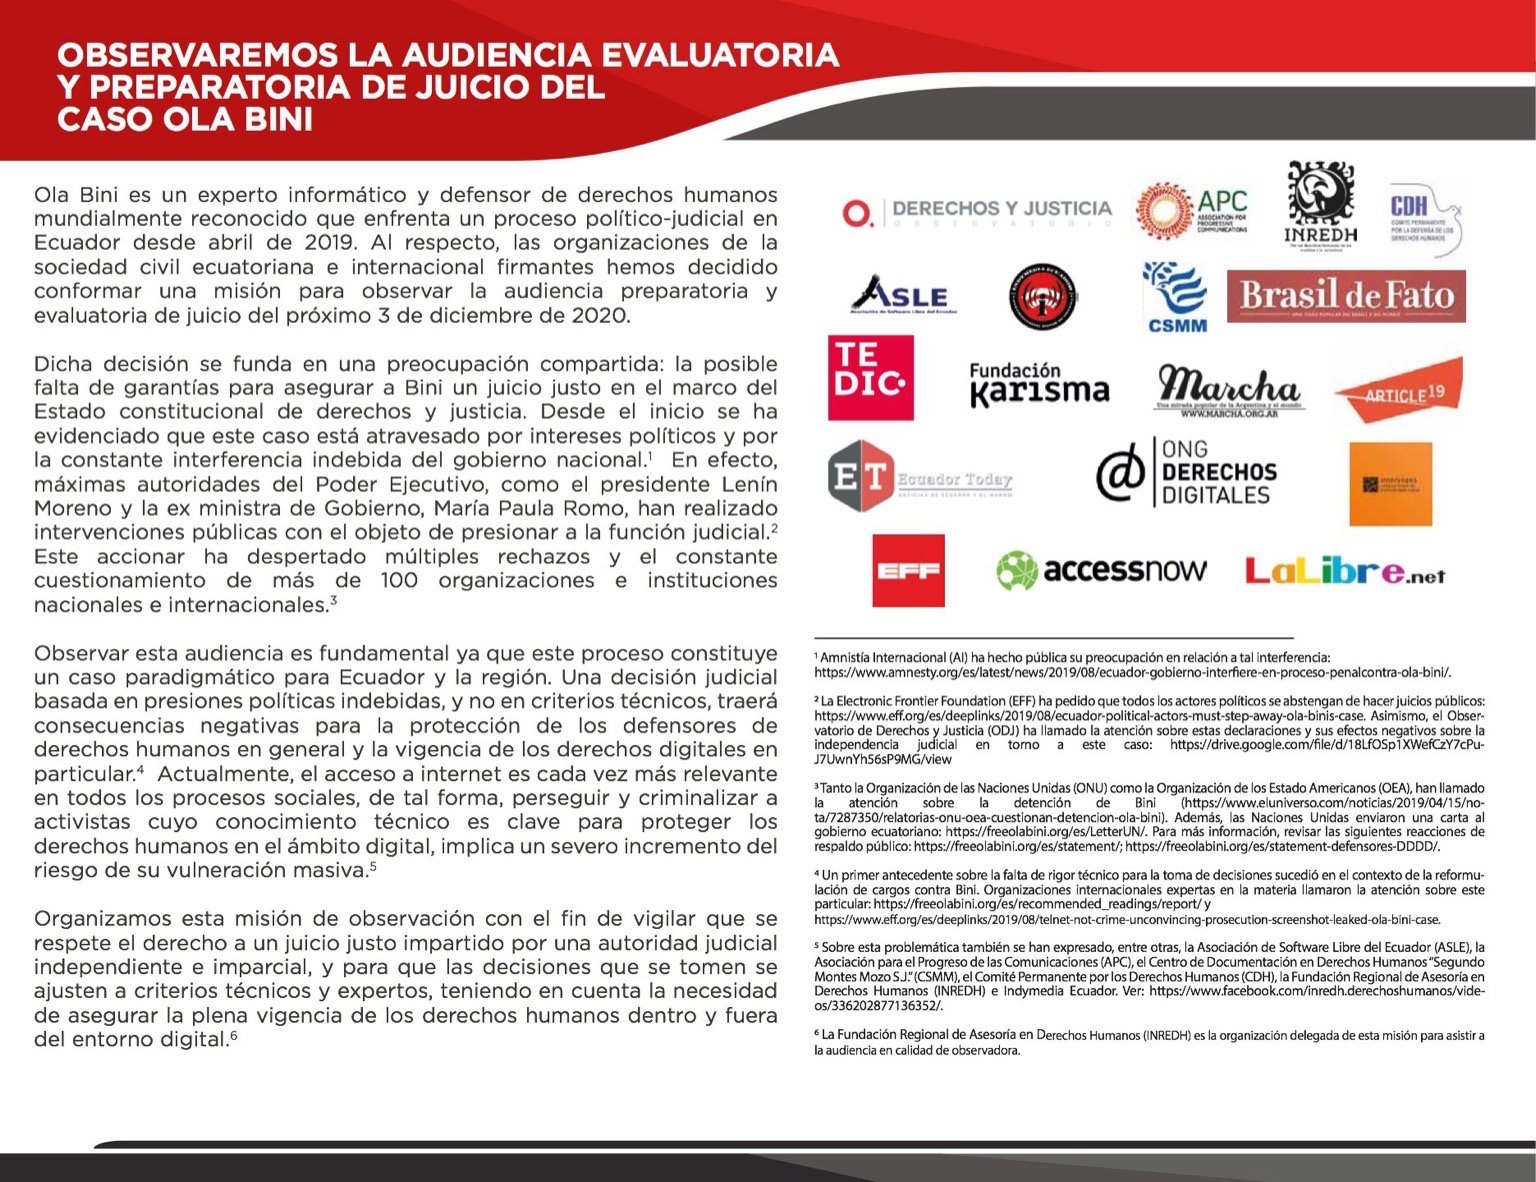 OBSERVAREMOS LA AUDIENCIA EVALUATORIA
Y PREPARATORIA DE JUICIO DEL
CASO OLA BINI
Ola Bini es un experto informático y defensor de derechos humanos
mundialmente reconocido que enfrenta un proceso político-judicial en
Ecuador desde abril de 2019. Al respecto, las organizaciones de la
sociedad civil ecuatoriana e internacional firmantes hemos decidido
conformar una misión para observar la audiencia preparatoria y
evaluatoria de juicio del próximo 3 de diciembre de 2020.
Dicha decisión se funda en una preocupación compartida: la posible
falta de garantías para asegurar a Bini un juicio justo en el marco del
Estado constitucional de derechos y justicia. Desde el inicio se ha
evidenciado que este caso está atravesado por intereses políticos y por
la constante interferencia indebida del gobierno nacional.¹ En efecto,
máximas autoridades del Poder Ejecutivo, como el presidente Lenín
Moreno y la ex ministra de Gobierno, María Paula Romo, han realizado
intervenciones públicas con el objeto de presionar a la función judicial.²
Este accionar ha despertado múltiples rechazos y el constante
cuestionamiento de más de 100 organizaciones e instituciones
nacionales e internacionales.³
Observar esta audiencia es fundamental ya que este proceso constituye
un caso paradigmático para Ecuador y la región. Una decisión judicial
basada en presiones políticas indebidas, y no en criterios técnicos, traerá
consecuencias negativas para la protección de los defensores de
derechos humanos en general y la vigencia de los derechos digitales en
particular.⁴ Actualmente, el acceso a internet es cada vez más relevante
en todos los procesos sociales, de tal forma, perseguir y criminalizar a
activistas cuyo conocimiento técnico es clave para proteger los
derechos humanos en el ámbito digital, implica un severo incremento del
riesgo de su vulneración masiva.⁵
Organizamos esta misión de observación con el fin de vigilar que se
respete el derecho a un juicio justo impartido por una autoridad judicial
independiente e imparcial, y para que las decisiones que se tomen se
ajusten a criterios técnicos y expertos, teniendo en cuenta la necesidad
de asegurar la plena vigencia de los derechos humanos dentro y fuera
del entorno digital.⁶
O. DERECHOS Y JUSTICIA
OBSERVATORIO
APC
ASSOCIATION FOR
PROGRESSIVE
COMMUNICATIONS
INREDH
CDH
COMITÉ PERMANENTE
POR LA DEFENSA DE LOS
DERECHOS HUMANOS
ASLE
Asociación de Software Libre del Ecuador
CSMM
Brasil de Fato
TEDIC
Fundación
Karisma
Marcha
Una mirada popular de la Argentina y el mundo
WWW.MARCHA.ORG.AR
ARTICLE 19
ET Ecuador Today
NOTICIAS DE ECUADOR Y EL MUNDO
@ ONG
DERECHOS
DIGITALES
EFF
accessnow
LaLibre.net
¹ Amnistía Internacional (AI) ha hecho pública su preocupación en relación a tal interferencia:
https://www.amnesty.org/es/latest/news/2019/08/ecuador-gobierno-interfiere-en-proceso-penalcontra-ola-bini/.
² La Electronic Frontier Foundation (EFF) ha pedido que todos los actores políticos se abstengan de hacer juicios públicos:
https://www.eff.org/es/deeplinks/2019/08/ecuador-political-actors-must-step-away-ola-binis-case. Asimismo, el Obser-
vatorio de Derechos y Justicia (ODJ) ha llamado la atención sobre estas declaraciones y sus efectos negativos sobre la
independencia judicial en torno a este caso: https://drive.google.com/file/d/18LfOSp1XWefCzY7cPu-
J7UwnYh56sP9MG/view
³ Tanto la Organización de las Naciones Unidas (ONU) como la Organización de los Estado Americanos (OEA), han llamado
la atención sobre la detención de Bini (https://www.eluniverso.com/noticias/2019/04/15/no-
ta/7287350/relatorias-onu-oea-cuestionan-detencion-ola-bini). Además, las Naciones Unidas enviaron una carta al
gobierno ecuatoriano: https://freeolabini.org/es/LetterUN/. Para más información, revisar las siguientes reacciones de
respaldo público: https://freeolabini.org/es/statement/; https://freeolabini.org/es/statement-defensores-DDDD/.
⁴ Un primer antecedente sobre la falta de rigor técnico para la toma de decisiones sucedió en el contexto de la reformu-
lación de cargos contra Bini. Organizaciones internacionales expertas en la materia llamaron la atención sobre este
particular: https://freeolabini.org/es/recommended_readings/report/ y
https://www.eff.org/es/deeplinks/2019/08/telnet-not-crime-unconvincing-prosecution-screenshot-leaked-ola-bini-case.
⁵ Sobre esta problemática también se han expresado, entre otras, la Asociación de Software Libre del Ecuador (ASLE), la
Asociación para el Progreso de las Comunicaciones (APC), el Centro de Documentación en Derechos Humanos "Segundo
Montes Mozo S.J." (CSMM), el Comité Permanente por los Derechos Humanos (CDH), la Fundación Regional de Asesoría en
Derechos Humanos (INREDH) e Indymedia Ecuador. Ver: https://www.facebook.com/inredh.derechoshumanos/vide-
os/336202877136352/.
⁶ La Fundación Regional de Asesoría en Derechos Humanos (INREDH) es la organización delegada de esta misión para asistir a
la audiencia en calidad de observadora.